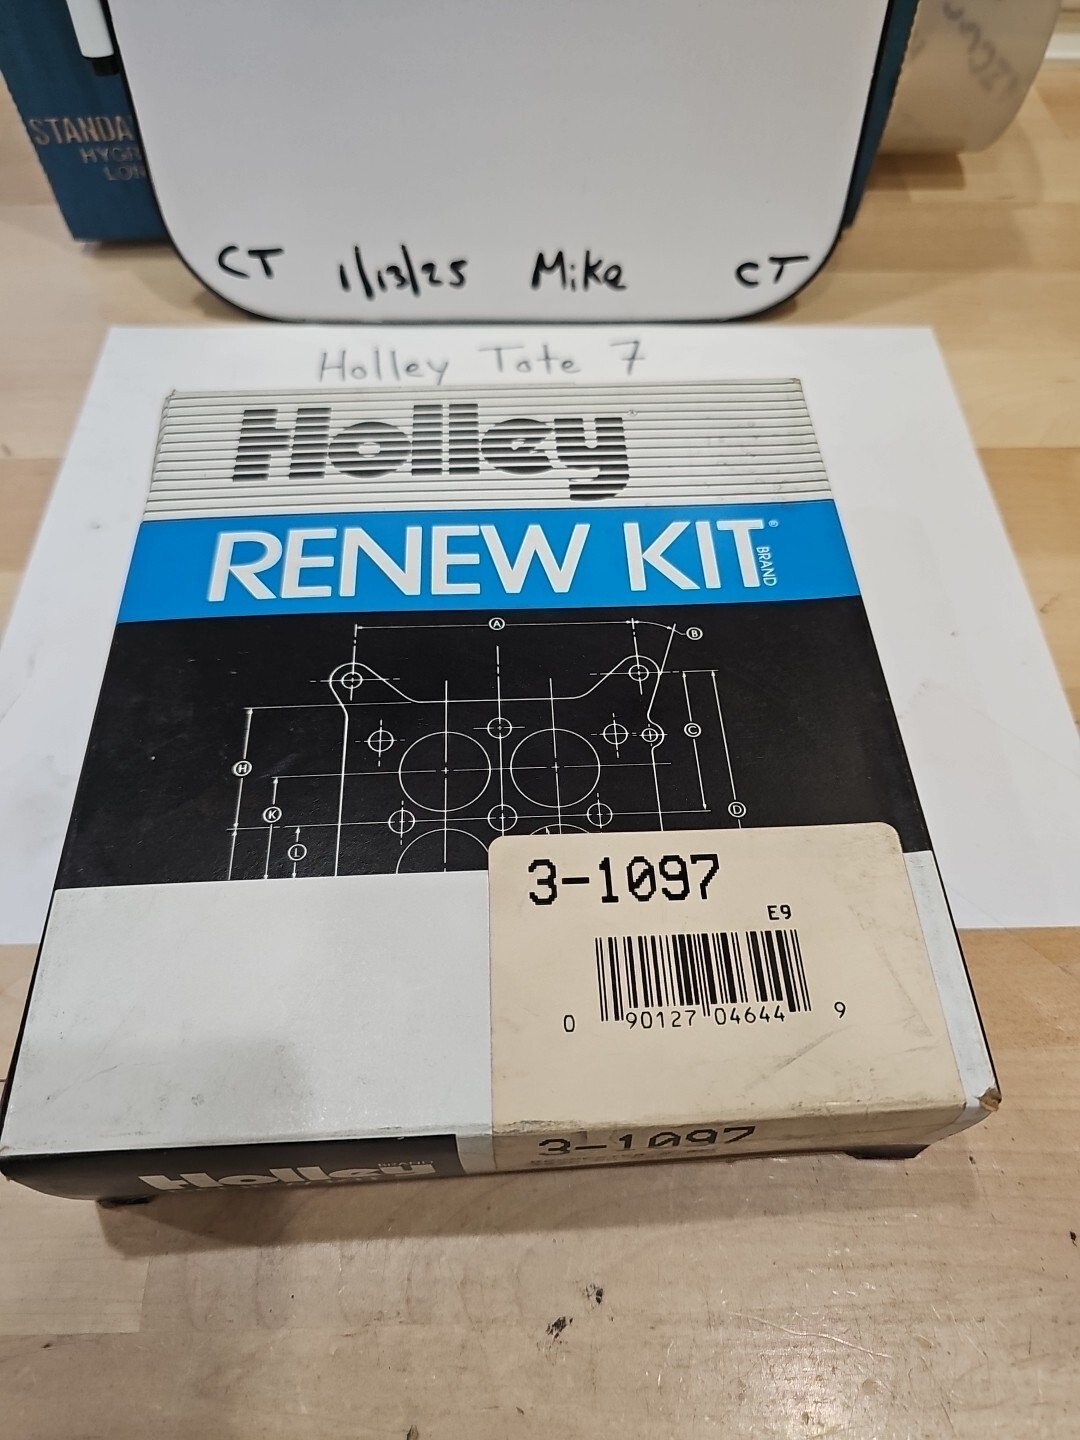 STANDA
HYGR
LON
CT 1/13/25 Mike CT
Holley Tote 7
Holley®
RENEW KIT®
BRAND
A
B
C
H
K
D
L
3-1097
E9
0 90127 04644 9
3-1097
Holley